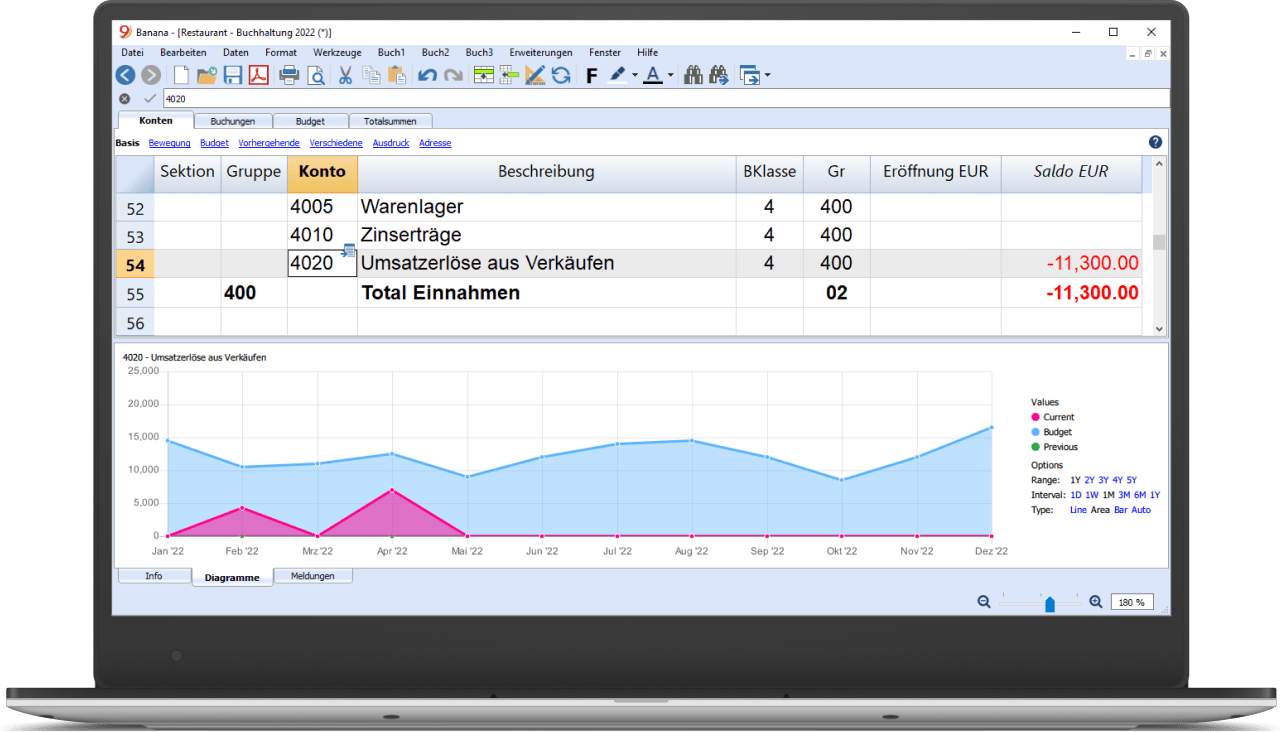 Banana - [Restaurant - Buchhaltung 2022 (*)]
Datei Bearbeiten Daten Format Werkzeuge Buch1 Buch2 Buch3 Erweiterungen Fenster Hilfe
F A
4020
Konten Buchungen Budget Totalsummen
Basis Bewegung Budget Vorhergehende Verschiedene Ausdruck Adresse ?
Sektion Gruppe Konto Beschreibung BKlasse Gr Eröffnung EUR Saldo EUR
52 4005 Warenlager 4 400
53 4010 Zinserträge 4 400
54 4020 Umsatzerlöse aus Verkäufen 4 400 -11,300.00
55 400 Total Einnahmen 02 -11,300.00
56
4020 - Umsatzerlöse aus Verkäufen
25,000
20,000
15,000
10,000
5,000
0
Jan '22 Feb '22 Mrz '22 Apr '22 Mai '22 Jun '22 Jul '22 Aug '22 Sep '22 Okt '22 Nov '22 Dez '22
Values
Current
Budget
Previous
Options
Range: 1Y 2Y 3Y 4Y 5Y
Interval: 1D 1W 1M 3M 6M 1Y
Type: Line Area Bar Auto
Info Diagramme Meldungen
180 %